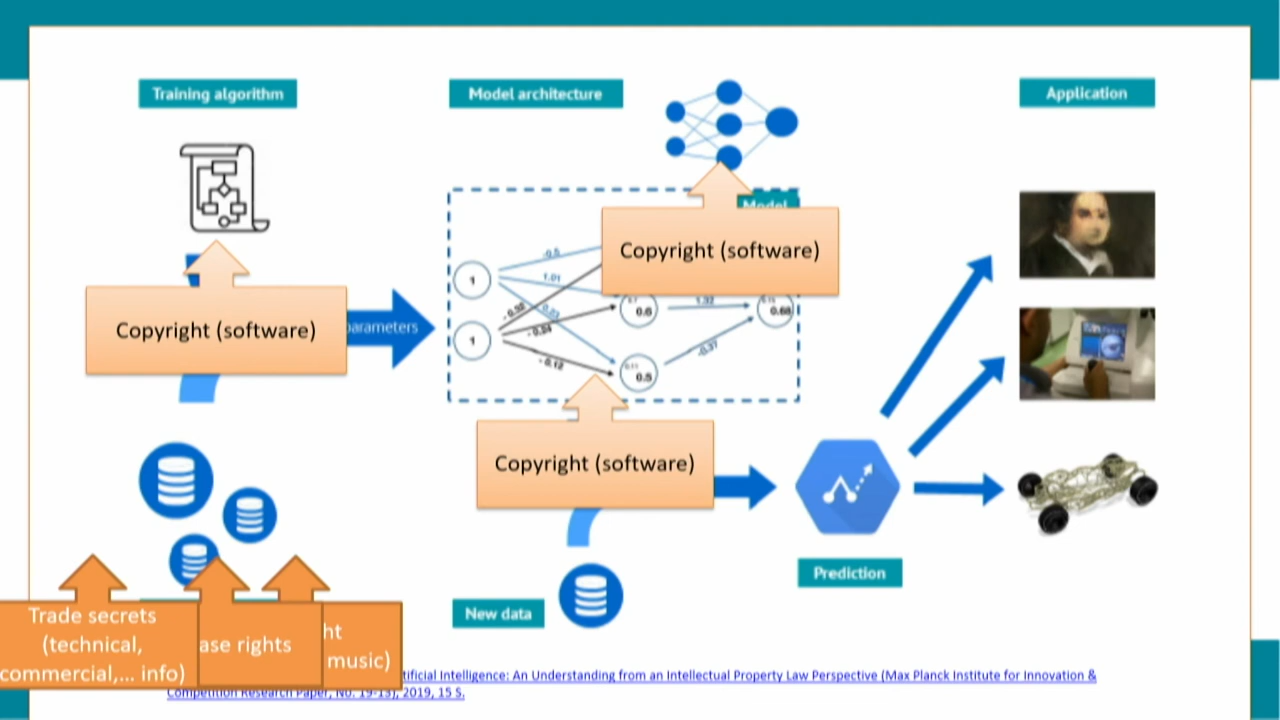 Training algorithm
Model architecture
Application
Model
Copyright (software)
-0.5
1.01
1
Copyright (software)
parameters
1.32
0.6
0.68
1
-0.12
-0.37
0.5
Copyright (software)
Prediction
New data
Trade secrets
(technical,
commercial,... info)
ase rights
ht
music)
tificial Intelligence: An Understanding from an Intellectual Property Law Perspective (Max Planck Institute for Innovation &
Competition Research Paper, No. 19-13), 2019, 15 S.